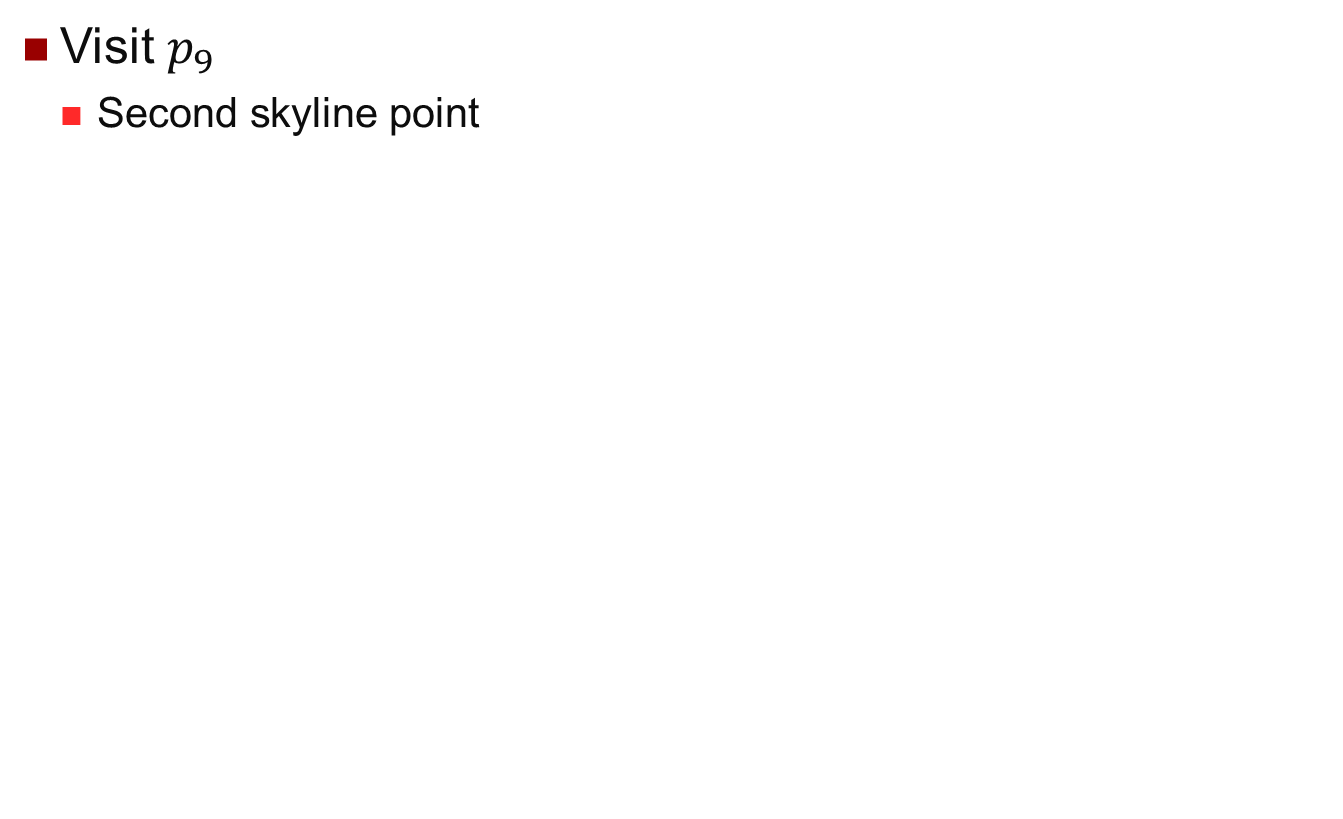 ■ Visit p₉
■ Second skyline point